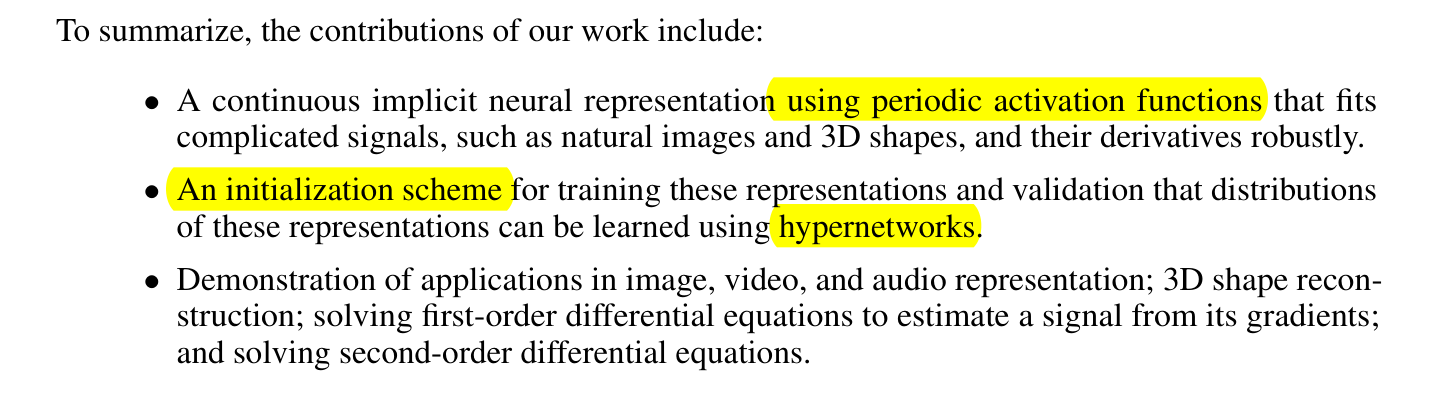 To summarize, the contributions of our work include:
• A continuous implicit neural representation using periodic activation functions that fits
complicated signals, such as natural images and 3D shapes, and their derivatives robustly.
• An initialization scheme for training these representations and validation that distributions
of these representations can be learned using hypernetworks.
• Demonstration of applications in image, video, and audio representation; 3D shape recon-
struction; solving first-order differential equations to estimate a signal from its gradients;
and solving second-order differential equations.